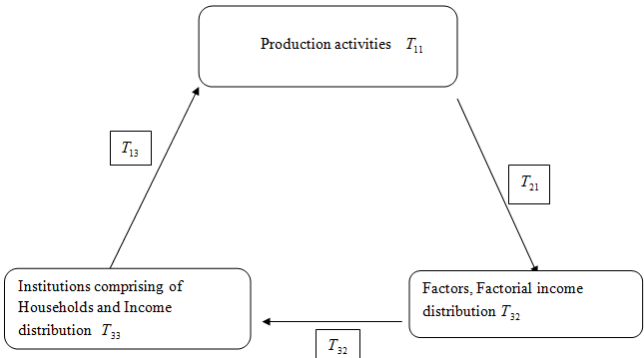 Production activities T₁₁
T₁₃
T₂₁
Institutions comprising of
Households and Income
distribution T₃₃
Factors, Factorial income
distribution T₃₂
T₃₂